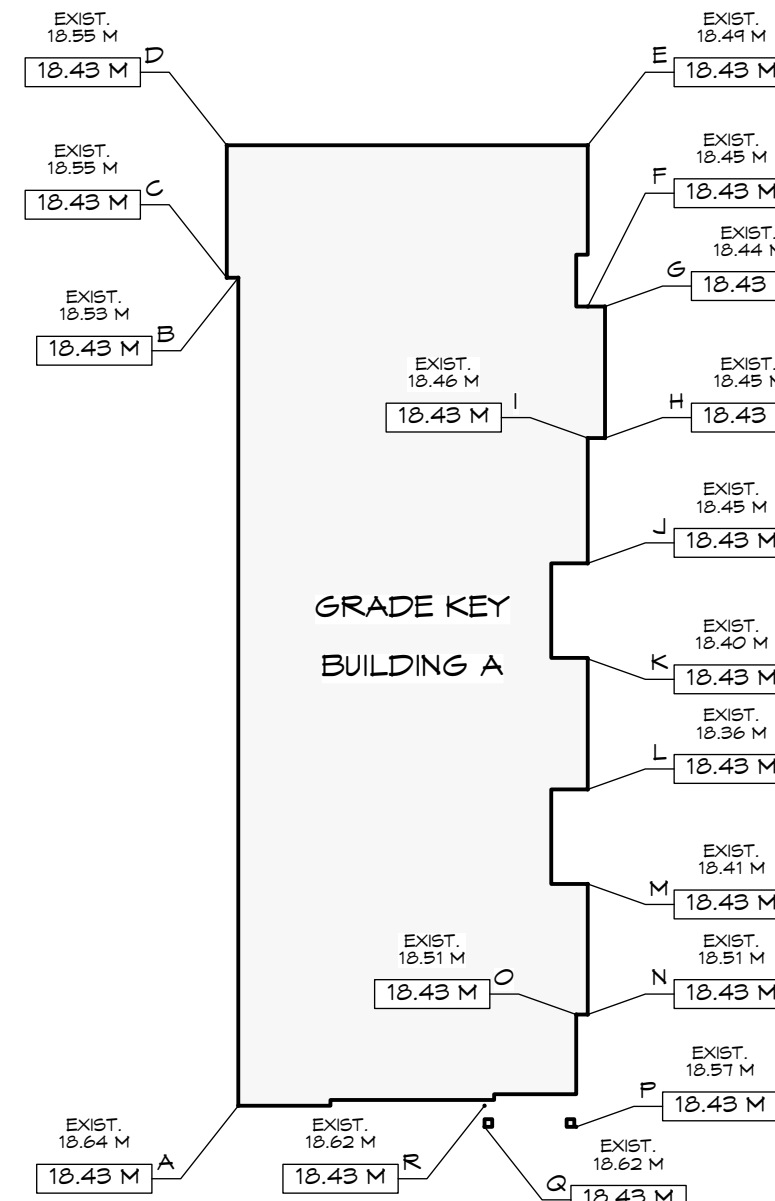 EXIST.
18.55 M
18.43 M
D
EXIST.
18.49 M
E
18.43 M
EXIST.
18.55 M
18.43 M
C
EXIST.
18.45 M
F
18.43 M
EXIST.
18.44 M
G
18.43
EXIST.
18.53 M
18.43 M
B
EXIST.
18.46 M
18.43 M
I
EXIST.
18.45 M
H
18.43
EXIST.
18.45 M
J
18.43 M
GRADE KEY
BUILDING A
EXIST.
18.40 M
K
18.43 M
EXIST.
18.36 M
L
18.43 M
EXIST.
18.41 M
M
18.43 M
EXIST.
18.51 M
18.43 M
O
EXIST.
18.51 M
N
18.43 M
EXIST.
18.57 M
P
18.43 M
EXIST.
18.64 M
18.43 M
A
EXIST.
18.62 M
18.43 M
R
EXIST.
18.62 M
Q
18.43 M